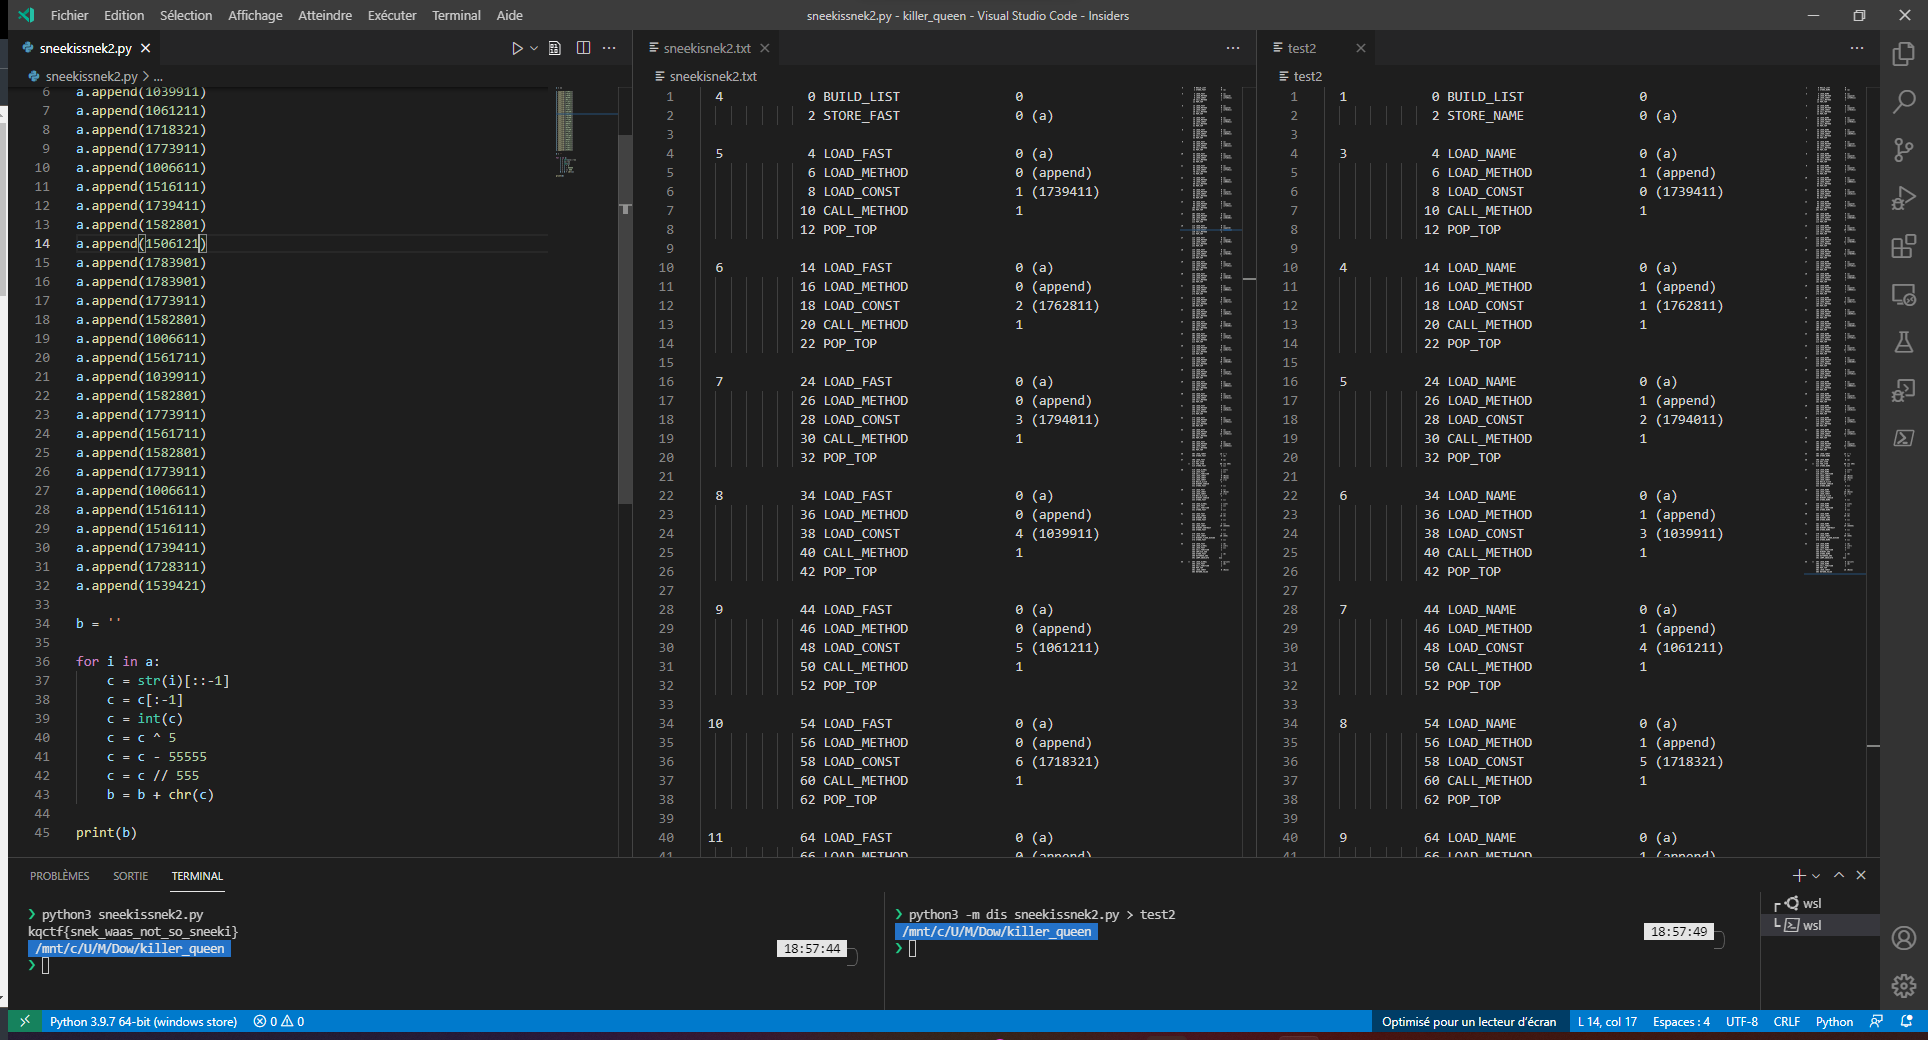 Fichier Edition Sélection Affichage Atteindre Exécuter Terminal Aide
sneekissnek2.py - killer_queen - Visual Studio Code - Insiders
sneekissnek2.py
sneekissnek2.py > ...
6 a.append(1039911)
7 a.append(1061211)
8 a.append(1718321)
9 a.append(1773911)
10 a.append(1006611)
11 a.append(1516111)
12 a.append(1739411)
13 a.append(1582801)
14 a.append(1506121)
15 a.append(1783901)
16 a.append(1783901)
17 a.append(1773911)
18 a.append(1582801)
19 a.append(1006611)
20 a.append(1561711)
21 a.append(1039911)
22 a.append(1582801)
23 a.append(1773911)
24 a.append(1561711)
25 a.append(1582801)
26 a.append(1773911)
27 a.append(1006611)
28 a.append(1516111)
29 a.append(1516111)
30 a.append(1739411)
31 a.append(1728311)
32 a.append(1539421)
33
34 b = ''
35
36 for i in a:
37 c = str(i)[::-1]
38 c = c[:-1]
39 c = int(c)
40 c = c ^ 5
41 c = c - 55555
42 c = c // 555
43 b = b + chr(c)
44
45 print(b)
sneekisnek2.txt
sneekisnek2.txt
1 4 0 BUILD_LIST 0
2 2 STORE_FAST 0 (a)
3
4 5 4 LOAD_FAST 0 (a)
5 6 LOAD_METHOD 0 (append)
6 8 LOAD_CONST 1 (1739411)
7 10 CALL_METHOD 1
8 12 POP_TOP
9
10 6 14 LOAD_FAST 0 (a)
11 16 LOAD_METHOD 0 (append)
12 18 LOAD_CONST 2 (1762811)
13 20 CALL_METHOD 1
14 22 POP_TOP
15
16 7 24 LOAD_FAST 0 (a)
17 26 LOAD_METHOD 0 (append)
18 28 LOAD_CONST 3 (1794011)
19 30 CALL_METHOD 1
20 32 POP_TOP
21
22 8 34 LOAD_FAST 0 (a)
23 36 LOAD_METHOD 0 (append)
24 38 LOAD_CONST 4 (1039911)
25 40 CALL_METHOD 1
26 42 POP_TOP
27
28 9 44 LOAD_FAST 0 (a)
29 46 LOAD_METHOD 0 (append)
30 48 LOAD_CONST 5 (1061211)
31 50 CALL_METHOD 1
32 52 POP_TOP
33
34 10 54 LOAD_FAST 0 (a)
35 56 LOAD_METHOD 0 (append)
36 58 LOAD_CONST 6 (1718321)
37 60 CALL_METHOD 1
38 62 POP_TOP
39
40 11 64 LOAD_FAST 0 (a)
41 66 LOAD_METHOD 0 (append)
test2
test2
1 1 0 BUILD_LIST 0
2 2 STORE_NAME 0 (a)
3
4 3 4 LOAD_NAME 0 (a)
5 6 LOAD_METHOD 1 (append)
6 8 LOAD_CONST 0 (1739411)
7 10 CALL_METHOD 1
8 12 POP_TOP
9
10 4 14 LOAD_NAME 0 (a)
11 16 LOAD_METHOD 1 (append)
12 18 LOAD_CONST 1 (1762811)
13 20 CALL_METHOD 1
14 22 POP_TOP
15
16 5 24 LOAD_NAME 0 (a)
17 26 LOAD_METHOD 1 (append)
18 28 LOAD_CONST 2 (1794011)
19 30 CALL_METHOD 1
20 32 POP_TOP
21
22 6 34 LOAD_NAME 0 (a)
23 36 LOAD_METHOD 1 (append)
24 38 LOAD_CONST 3 (1039911)
25 40 CALL_METHOD 1
26 42 POP_TOP
27
28 7 44 LOAD_NAME 0 (a)
29 46 LOAD_METHOD 1 (append)
30 48 LOAD_CONST 4 (1061211)
31 50 CALL_METHOD 1
32 52 POP_TOP
33
34 8 54 LOAD_NAME 0 (a)
35 56 LOAD_METHOD 1 (append)
36 58 LOAD_CONST 5 (1718321)
37 60 CALL_METHOD 1
38 62 POP_TOP
39
40 9 64 LOAD_NAME 0 (a)
41 66 LOAD_METHOD 1 (append)
PROBLÈMES SORTIE TERMINAL
❯ python3 sneekissnek2.py
kqctf{snek_waas_not_so_sneeki}
/mnt/c/U/M/Dow/killer_queen 18:57:44
❯
❯ python3 -m dis sneekissnek2.py > test2
/mnt/c/U/M/Dow/killer_queen 18:57:49
❯
wsl
wsl
Python 3.9.7 64-bit (windows store) 0 0 Optimisé pour un lecteur d'écran L 14, col 17 Espaces : 4 UTF-8 CRLF Python